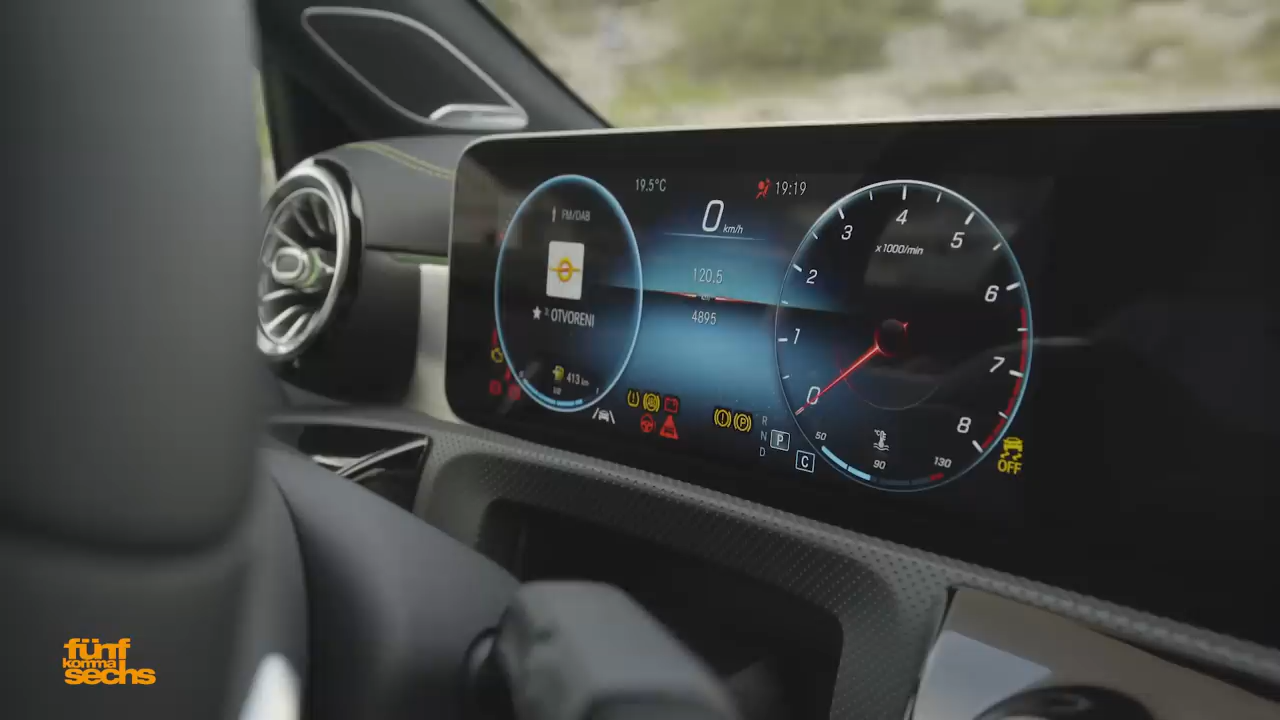 FM/DAB
OTVORENI
413 km
19.5°C
19:19
0 km/h
120.5
4895
R
N
D
P
C
0
1
2
3
4
5
6
7
8
x1000/min
50
90
130
OFF
fünf
komma
sechs